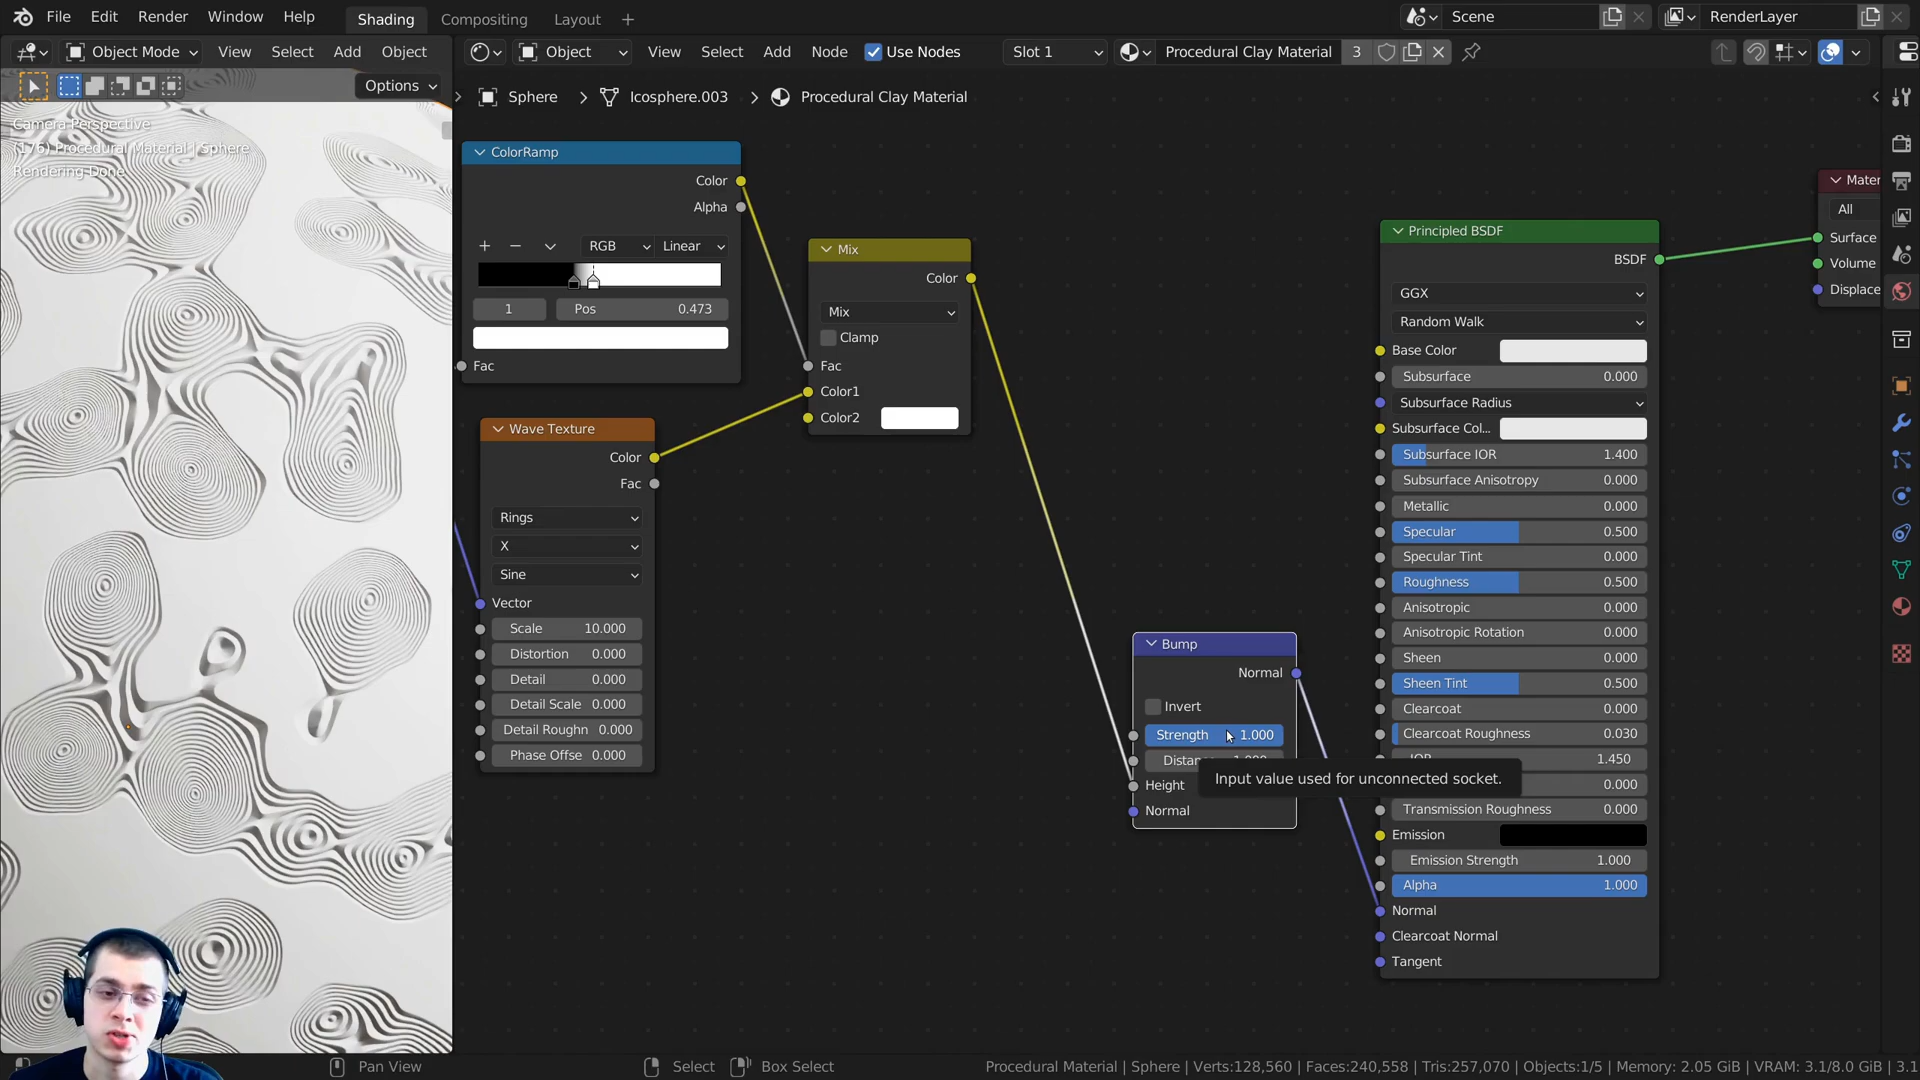 File Edit Render Window Help Shading Compositing Layout + Scene RenderLayer
Object Mode View Select Add Object Object View Select Add Node Use Nodes Slot 1 Procedural Clay Material 3
Options
Sphere > Icosphere.003 > Procedural Clay Material
Camera Perspective
(176) Procedural Material | Sphere
Rendering Done
ColorRamp
Color
Alpha
RGB Linear
1 Pos 0.473
Fac
Wave Texture
Color
Fac
Rings
X
Sine
Vector
Scale 10.000
Distortion 0.000
Detail 0.000
Detail Scale 0.000
Detail Roughn 0.000
Phase Offse 0.000
Mix
Color
Mix
Clamp
Fac
Color1
Color2
Bump
Normal
Invert
Strength 1.000
Height
Normal
Input value used for unconnected socket.
Principled BSDF
BSDF
GGX
Random Walk
Base Color
Subsurface 0.000
Subsurface Radius
Subsurface Col...
Subsurface IOR 1.400
Subsurface Anisotropy 0.000
Metallic 0.000
Specular 0.500
Specular Tint 0.000
Roughness 0.500
Anisotropic 0.000
Anisotropic Rotation 0.000
Sheen 0.000
Sheen Tint 0.500
Clearcoat 0.000
Clearcoat Roughness 0.030
IOR 1.450
0.000
Transmission Roughness 0.000
Emission
Emission Strength 1.000
Alpha 1.000
Normal
Clearcoat Normal
Tangent
Mater
All
Surface
Volume
Displace
Pan View Select Box Select Procedural Material | Sphere | Verts:128,560 | Faces:240,558 | Tris:257,070 | Objects:1/5 | Memory: 2.05 GiB | VRAM: 3.1/8.0 GiB | 3.1